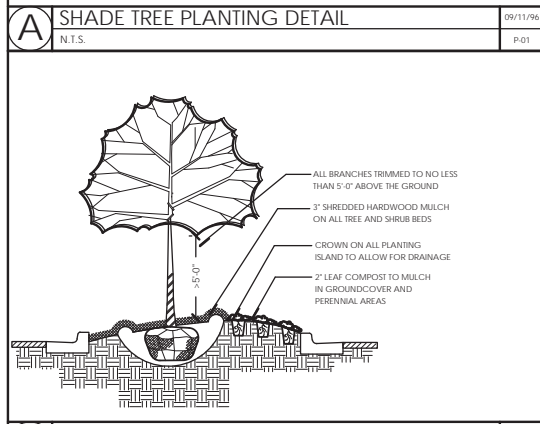 A
SHADE TREE PLANTING DETAIL
09/11/96
N.T.S.
P-01
ALL BRANCHES TRIMMED TO NO LESS
THAN 5'-0" ABOVE THE GROUND
3" SHREDDED HARDWOOD MULCH
ON ALL TREE AND SHRUB BEDS
CROWN ON ALL PLANTING
ISLAND TO ALLOW FOR DRAINAGE
2" LEAF COMPOST TO MULCH
IN GROUNDCOVER AND
PERENNIAL AREAS
>5'-0"